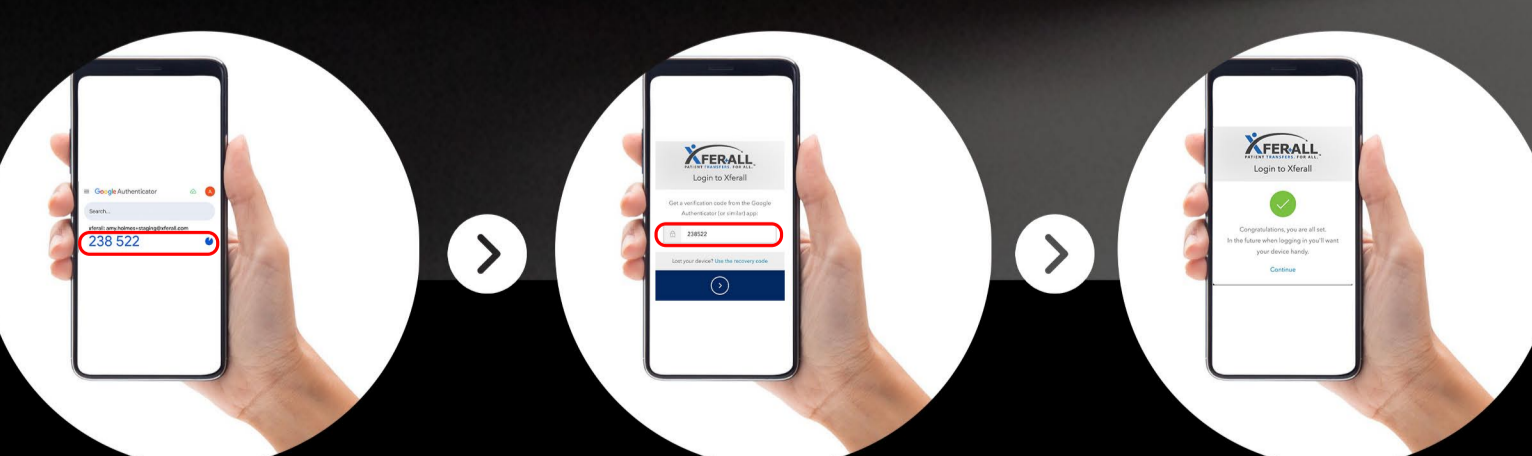 Google Authenticator
Search...
xferall: amy.holmes+staging@xferall.com
238 522
XFERALL
PATIENT TRANSFERS. FOR ALL.
Login to Xferall
Get a verification code from the Google
Authenticator (or similar) app:
238522
Lost your device? Use the recovery code
XFERALL
PATIENT TRANSFERS. FOR ALL.
Login to Xferall
Congratulations, you are all set.
In the future when logging in you'll want
your device handy.
Continue